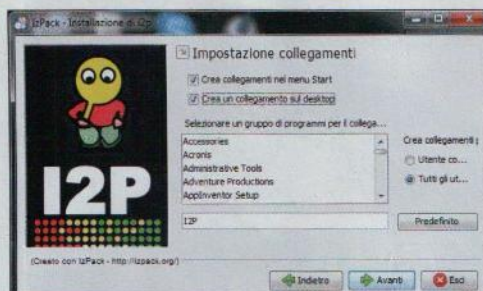 IzPack - Installazione di i2p
Impostazione collegamenti
Crea collegamenti nel menu Start
Crea un collegamento sul desktop
Selezionare un gruppo di programmi per il collega...
Accessories
Acronis
Administrative Tools
Adventure Productions
AppInventor Setup
Crea collegamenti
Utente co...
Tutti gli ut...
I2P
I2P
Predefinito
(Creato con IzPack - http://izpack.org/)
Indietro
Avanti
Esci